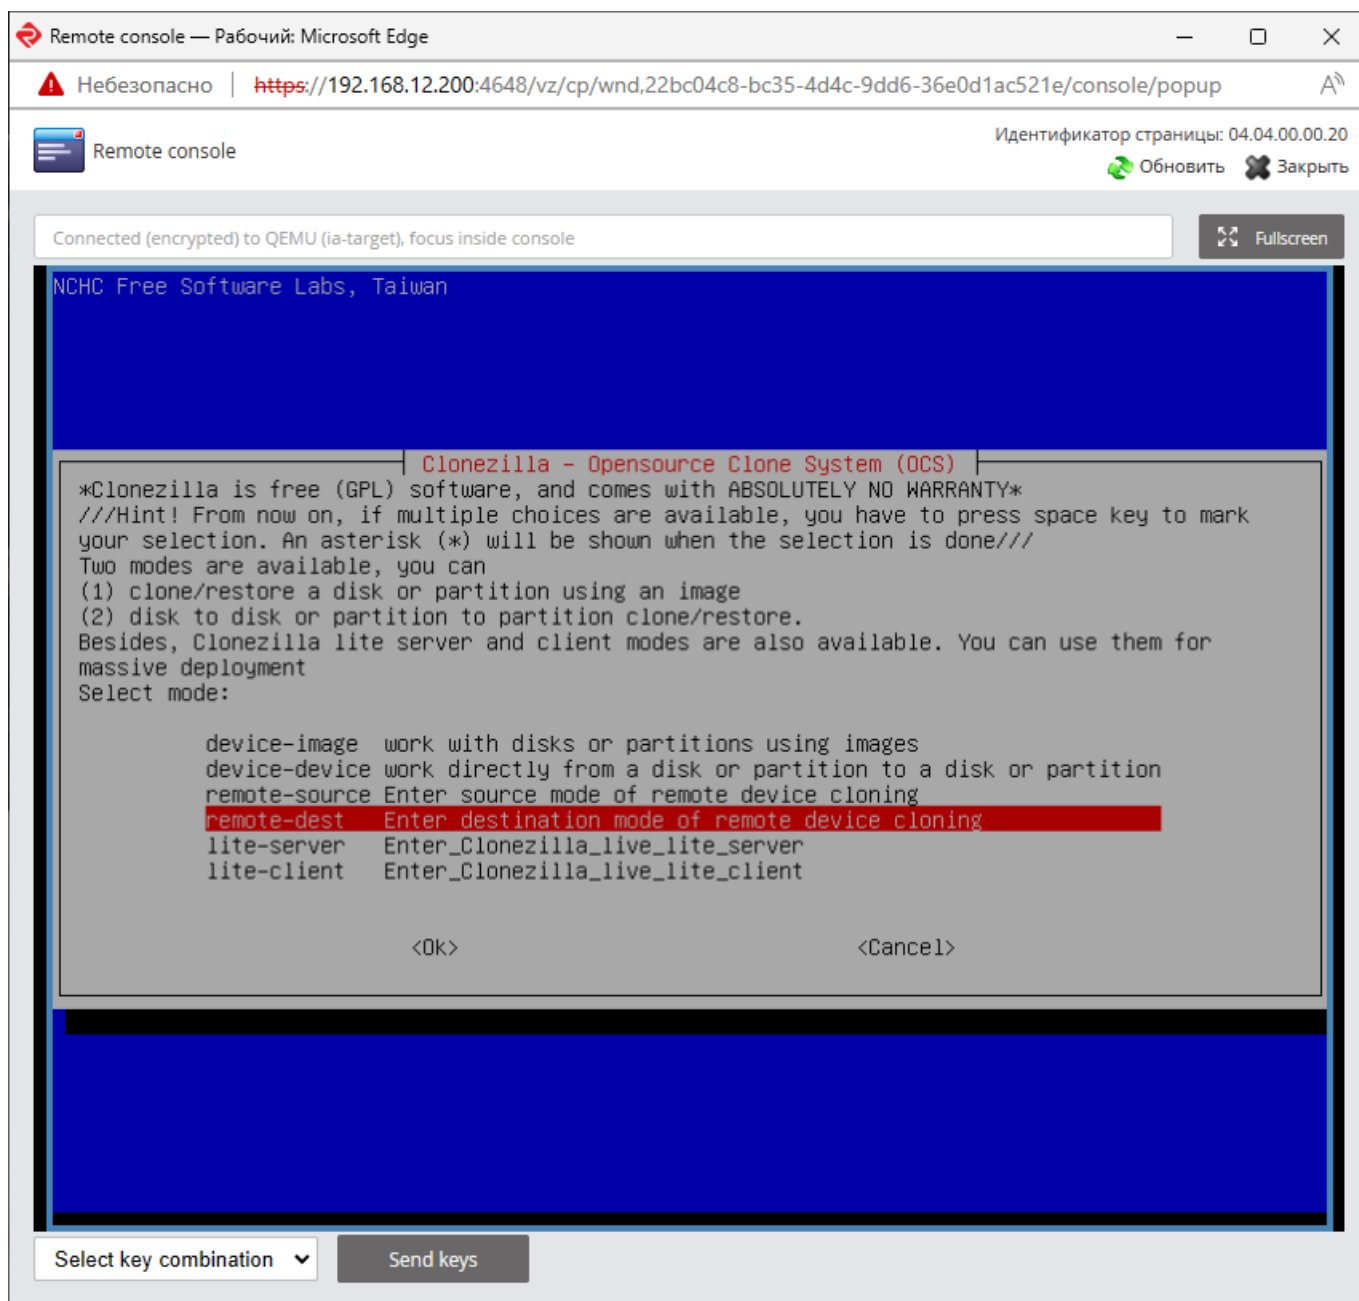 Remote console — Рабочий: Microsoft Edge
Небезопасно https://192.168.12.200:4648/vz/cp/wnd,22bc04c8-bc35-4d4c-9dd6-36e0d1ac521e/console/popup
Идентификатор страницы: 04.04.00.00.20
Remote console
Обновить Закрыть
Connected (encrypted) to QEMU (ia-target), focus inside console
Fullscreen
NCHC Free Software Labs, Taiwan
Clonezilla - Opensource Clone System (OCS)
*Clonezilla is free (GPL) software, and comes with ABSOLUTELY NO WARRANTY*
///Hint! From now on, if multiple choices are available, you have to press space key to mark
your selection. An asterisk (*) will be shown when the selection is done///
Two modes are available, you can
(1) clone/restore a disk or partition using an image
(2) disk to disk or partition to partition clone/restore.
Besides, Clonezilla lite server and client modes are also available. You can use them for
massive deployment
Select mode:
device-image work with disks or partitions using images
device-device work directly from a disk or partition to a disk or partition
remote-source Enter source mode of remote device cloning
remote-dest Enter destination mode of remote device cloning
lite-server Enter_Clonezilla_live_lite_server
lite-client Enter_Clonezilla_live_lite_client
<Ok> <Cancel>
Select key combination Send keys